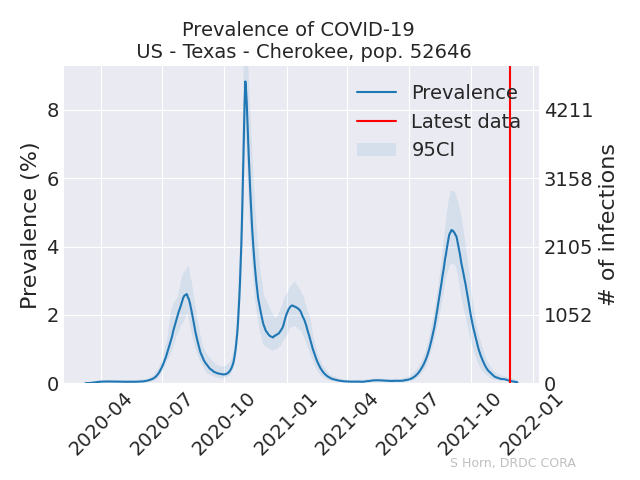 Prevalence of COVID-19
US - Texas - Cherokee, pop. 52646
Prevalence
Latest data
95CI
Prevalence (%)
8
6
4
2
0
4211
3158
2105
1052
0
# of infections
2020-04
2020-07
2020-10
2021-01
2021-04
2021-07
2021-10
2022-01
S Horn, DRDC CORA